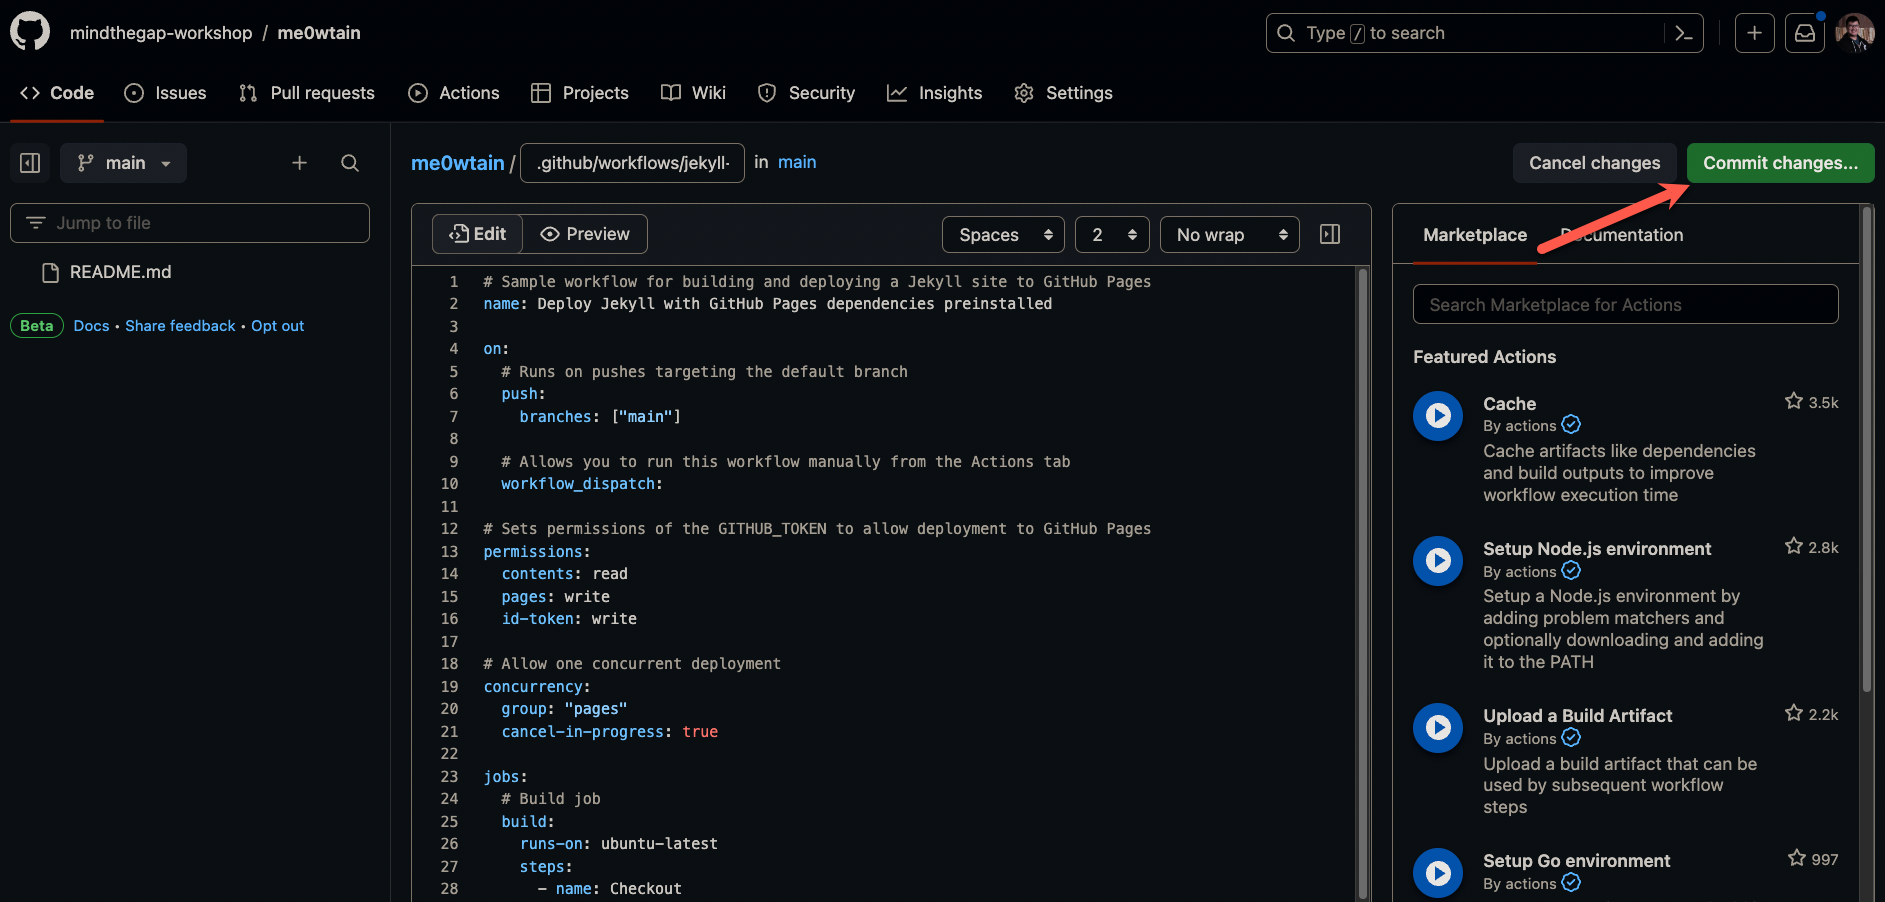 mindthegap-workshop / me0wtain
Type / to search
Code Issues Pull requests Actions Projects Wiki Security Insights Settings
main
Jump to file
README.md
Beta Docs • Share feedback • Opt out
me0wtain / .github/workflows/jekyll- in main
Cancel changes Commit changes...
Edit Preview
Spaces 2 No wrap
1 # Sample workflow for building and deploying a Jekyll site to GitHub Pages
2 name: Deploy Jekyll with GitHub Pages dependencies preinstalled
3
4 on:
5 # Runs on pushes targeting the default branch
6 push:
7 branches: ["main"]
8
9 # Allows you to run this workflow manually from the Actions tab
10 workflow_dispatch:
11
12 # Sets permissions of the GITHUB_TOKEN to allow deployment to GitHub Pages
13 permissions:
14 contents: read
15 pages: write
16 id-token: write
17
18 # Allow one concurrent deployment
19 concurrency:
20 group: "pages"
21 cancel-in-progress: true
22
23 jobs:
24 # Build job
25 build:
26 runs-on: ubuntu-latest
27 steps:
28 - name: Checkout
Marketplace Documentation
Search Marketplace for Actions
Featured Actions
Cache 3.5k
By actions
Cache artifacts like dependencies
and build outputs to improve
workflow execution time
Setup Node.js environment 2.8k
By actions
Setup a Node.js environment by
adding problem matchers and
optionally downloading and adding
it to the PATH
Upload a Build Artifact 2.2k
By actions
Upload a build artifact that can be
used by subsequent workflow
steps
Setup Go environment 997
By actions